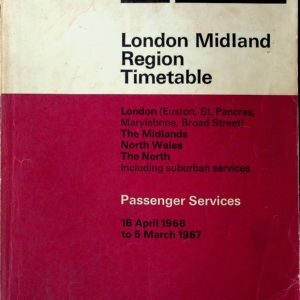 London Midland
Region
Timetable
London (Euston, St. Pancras,
Marylebone, Broad Street)
The Midlands
North Wales
The North
including suburban services
Passenger Services
18 April 1966
to 5 March 1967